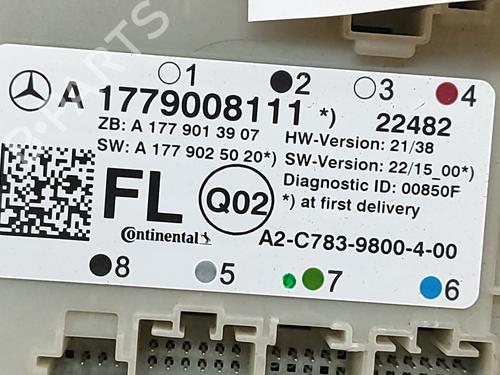 1 2 3 4
A 1779008111 *) 22482
ZB: A 177 901 39 07 HW-Version: 21/38
SW: A 177 902 50 20*) SW-Version: 22/15_00*)
Diagnostic ID: 00850F
FL Q02 *) at first delivery
Continental A2-C783-9800-4-00
8 5 7 6